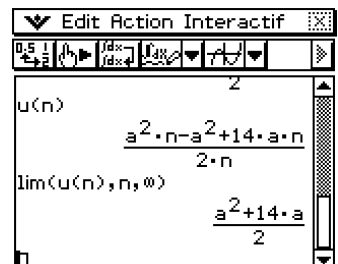 Edit Action Interactif
2
u(n)
a²·n-a²+14·a·n
2·n
lim(u(n),n,∞)
a²+14·a
2